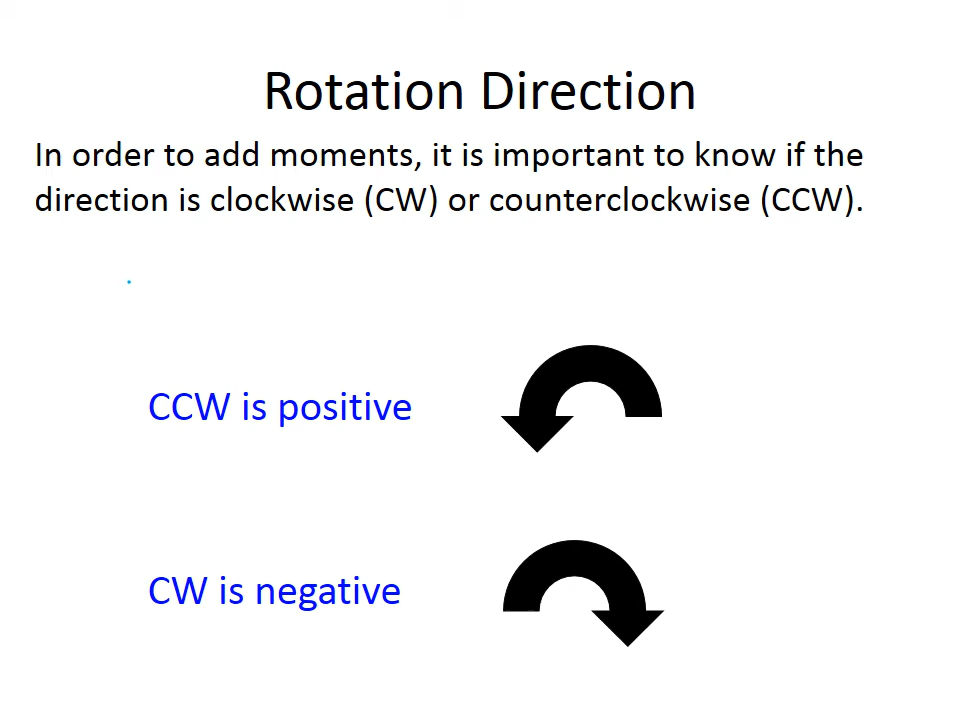 Rotation Direction
In order to add moments, it is important to know if the
direction is clockwise (CW) or counterclockwise (CCW).
CCW is positive
CW is negative